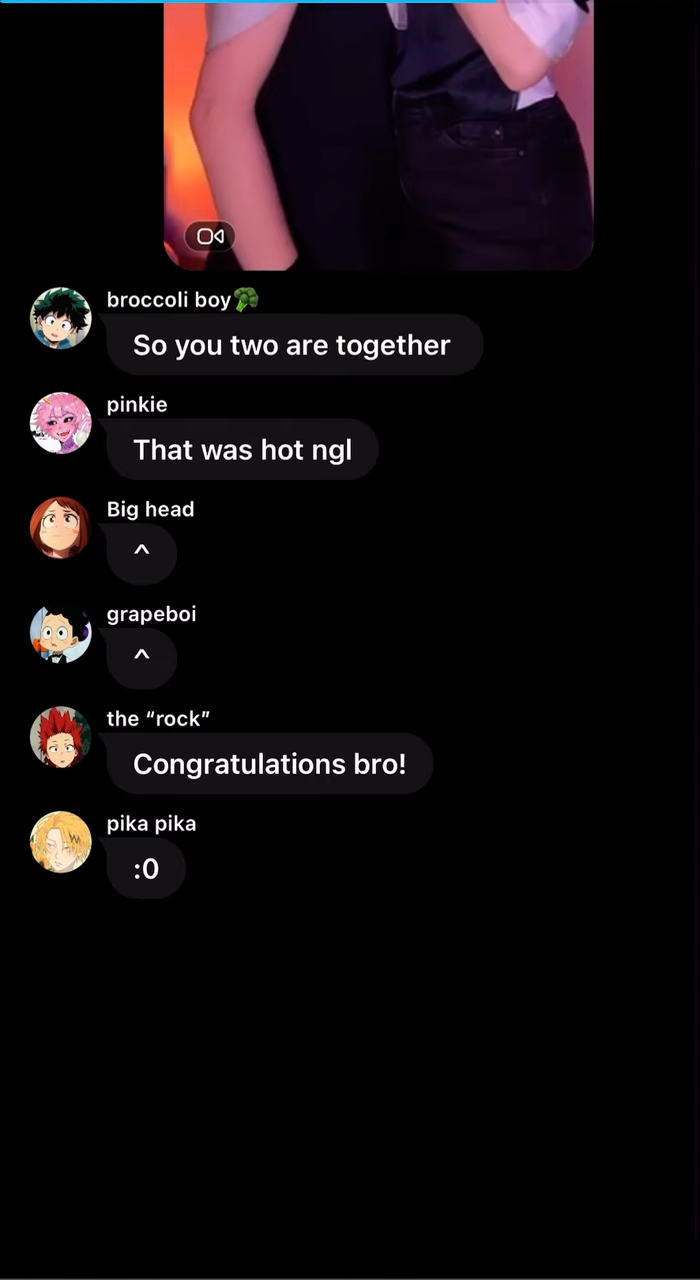 broccoli boy🥦
So you two are together
pinkie
That was hot ngl
Big head
^
grapeboi
^
the “rock”
Congratulations bro!
pika pika
:0